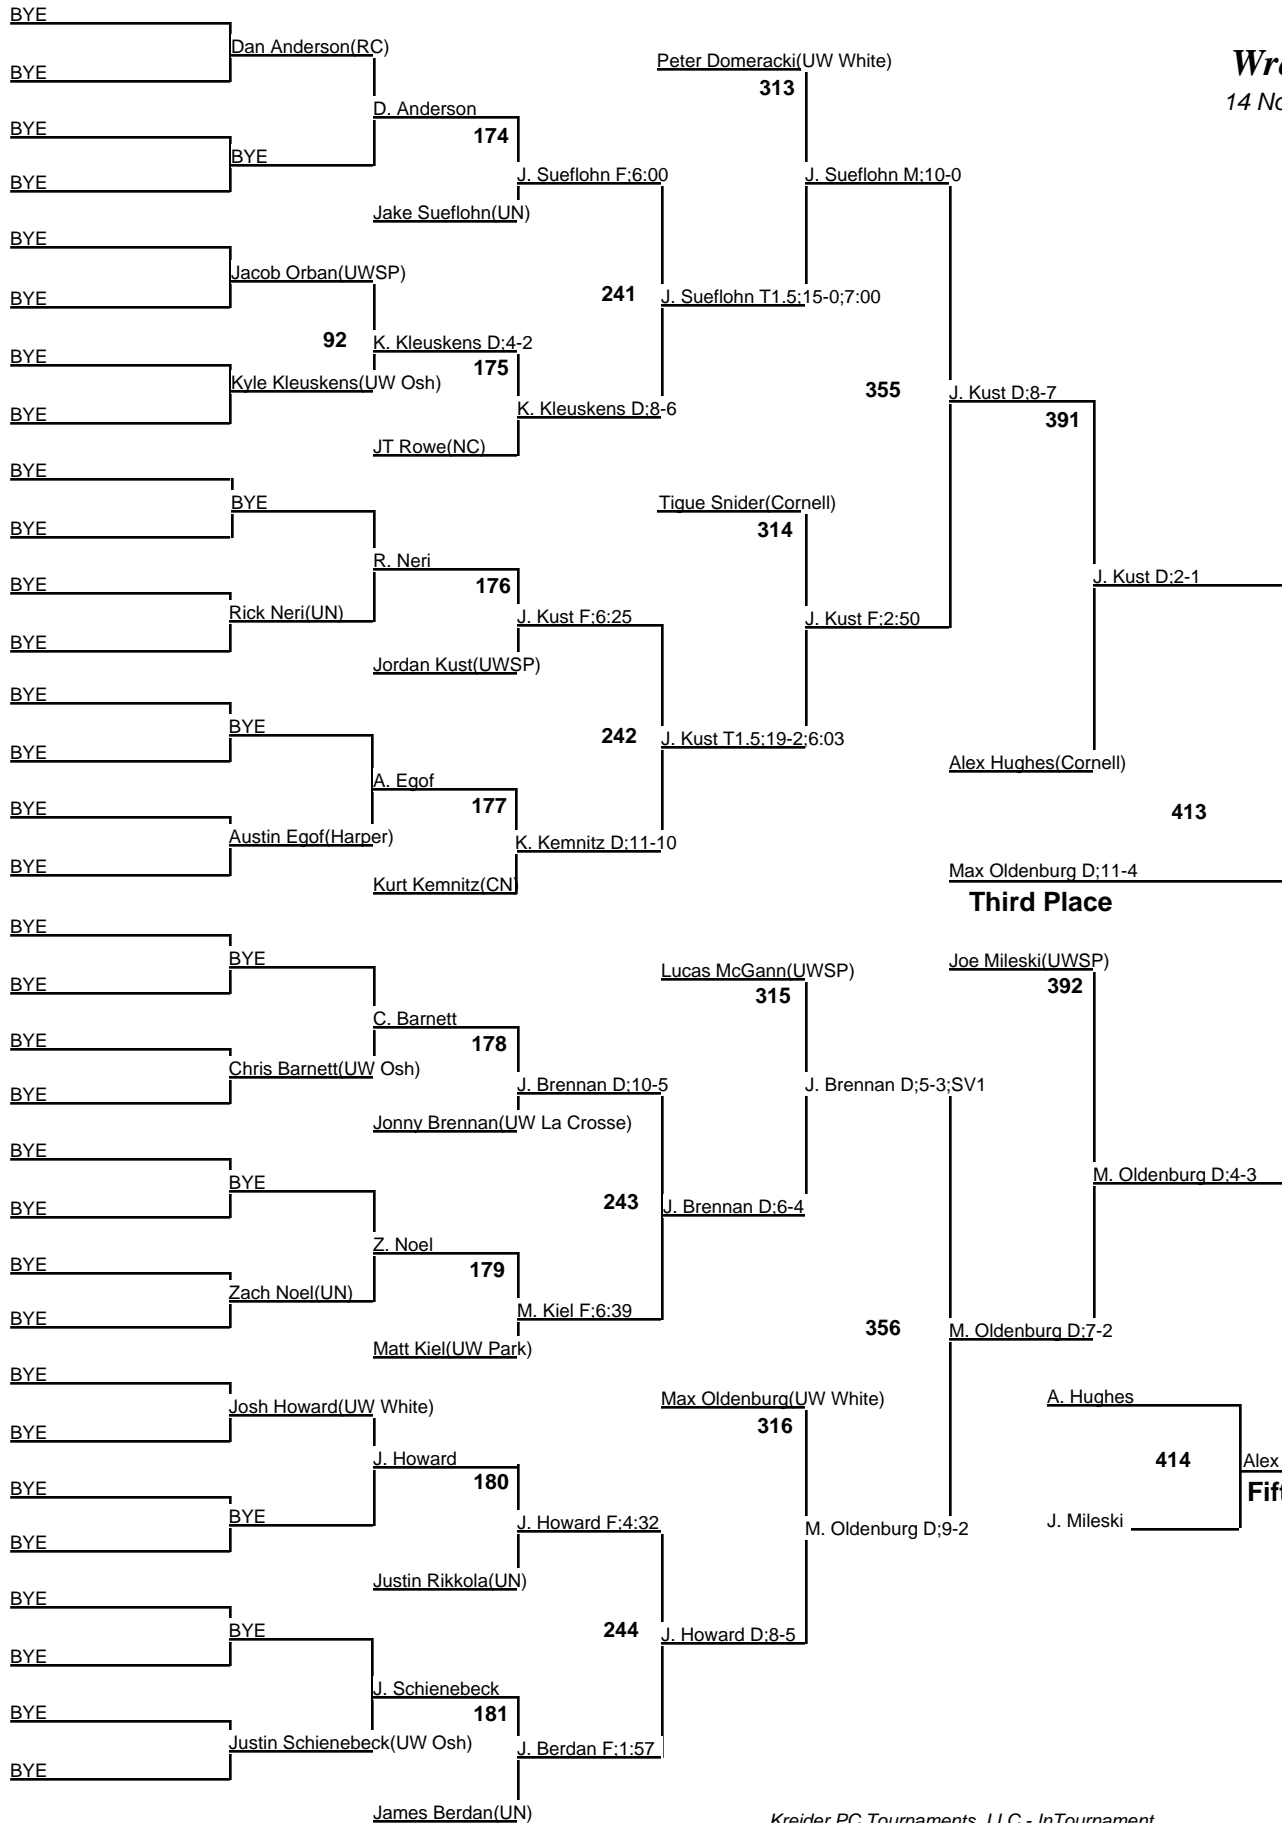 BYE
Dan Anderson(RC)
Peter Domeracki(UW White)
BYE
313
14
D. Anderson
BYE
174
BYE
J. Sueflohn F;6:00
J. Sueflohn M;10-0
BYE
Jake Sueflohn(UN)
BYE
Jacob Orban(UWSP)
BYE
241
J. Sueflohn T1.5;15-0;7:00
92
K. Kleuskens D;4-2
BYE
175
Kyle Kleuskens(UW Osh)
355
J. Kust D;8-7
BYE
K. Kleuskens D;8-6
391
JT Rowe(NC)
BYE
BYE
Tigue Snider(Cornell)
BYE
314
R. Neri
BYE
176
J. Kust D;2-1
Rick Neri(UN)
J. Kust F;6:25
J. Kust F;2:50
BYE
Jordan Kust(UWSP)
BYE
BYE
242
J. Kust T1.5;19-2;6:03
BYE
Alex Hughes(Cornell)
A. Egof
BYE
177
413
Austin Egof(Harper)
K. Kemnitz D;11-10
BYE
Kurt Kemnitz(CN)
Max Oldenburg D;11-4
Third Place
BYE
BYE
Lucas McGann(UWSP)
Joe Mileski(UWSP)
BYE
315
392
C. Barnett
BYE
178
Chris Barnett(UW Osh)
J. Brennan D;10-5
J. Brennan D;5-3;SV1
BYE
Jonny Brennan(UW La Crosse)
BYE
BYE
M. Oldenburg D;4-3
BYE
243
J. Brennan D;6-4
Z. Noel
BYE
179
Zach Noel(UN)
BYE
M. Kiel F;6:39
356
M. Oldenburg D;7-2
Matt Kiel(UW Park)
BYE
Josh Howard(UW White)
Max Oldenburg(UW White)
A. Hughes
BYE
316
J. Howard
414
Alex
BYE
180
Fif
BYE
J. Howard F;4:32
M. Oldenburg D;9-2
J. Mileski
BYE
Justin Rikkola(UN)
BYE
BYE
244
J. Howard D;8-5
BYE
J. Schienebeck
BYE
181
Justin Schienebeck(UW Osh)
J. Berdan F;1:57
BYE
James Berdan(UN)
Kreider PC Tournaments, LLC - InTournament